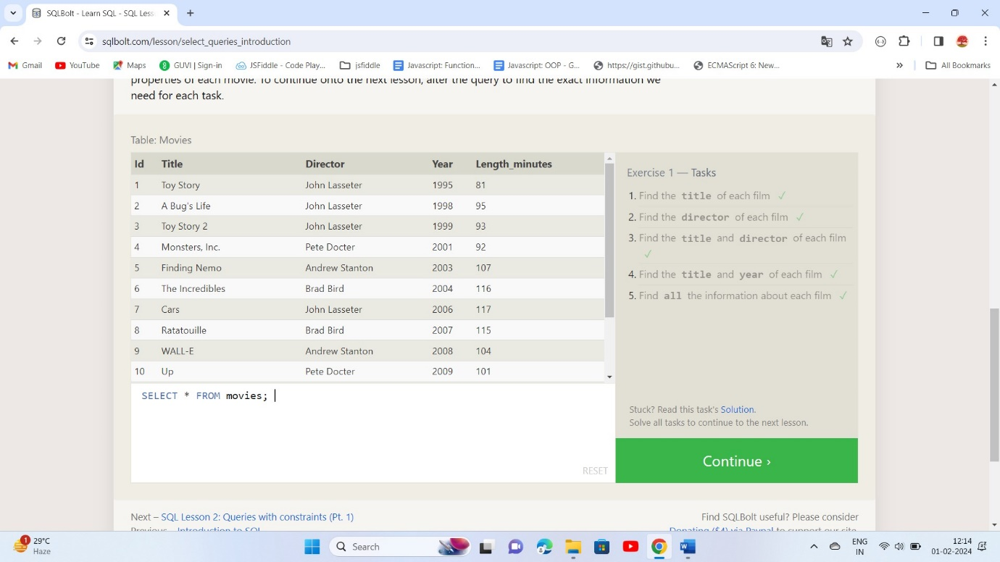 SQLBolt - Learn SQL - SQL Less
sqlbolt.com/lesson/select_queries_introduction
Gmail YouTube Maps GUVI | Sign-in JSFiddle - Code Play... jsfiddle Javascript: Function... Javascript: OOP - G... https://gist.githubu... ECMAScript 6: New... » All Bookmarks
properties of each movie. To continue onto the next lesson, alter the query to find the exact information we
need for each task.
Table: Movies
Id Title Director Year Length_minutes
1 Toy Story John Lasseter 1995 81
2 A Bug's Life John Lasseter 1998 95
3 Toy Story 2 John Lasseter 1999 93
4 Monsters, Inc. Pete Docter 2001 92
5 Finding Nemo Andrew Stanton 2003 107
6 The Incredibles Brad Bird 2004 116
7 Cars John Lasseter 2006 117
8 Ratatouille Brad Bird 2007 115
9 WALL-E Andrew Stanton 2008 104
10 Up Pete Docter 2009 101
SELECT * FROM movies;
RESET
Exercise 1 — Tasks
1. Find the title of each film ✓
2. Find the director of each film ✓
3. Find the title and director of each film
✓
4. Find the title and year of each film ✓
5. Find all the information about each film ✓
Stuck? Read this task's Solution.
Solve all tasks to continue to the next lesson.
Continue ›
Next – SQL Lesson 2: Queries with constraints (Pt. 1)
Previous – Introduction to SQL
Find SQLBolt useful? Please consider
Donating ($4) via Paypal to support our site.
1
29°C
Haze
Search
ENG
IN
12:14
01-02-2024